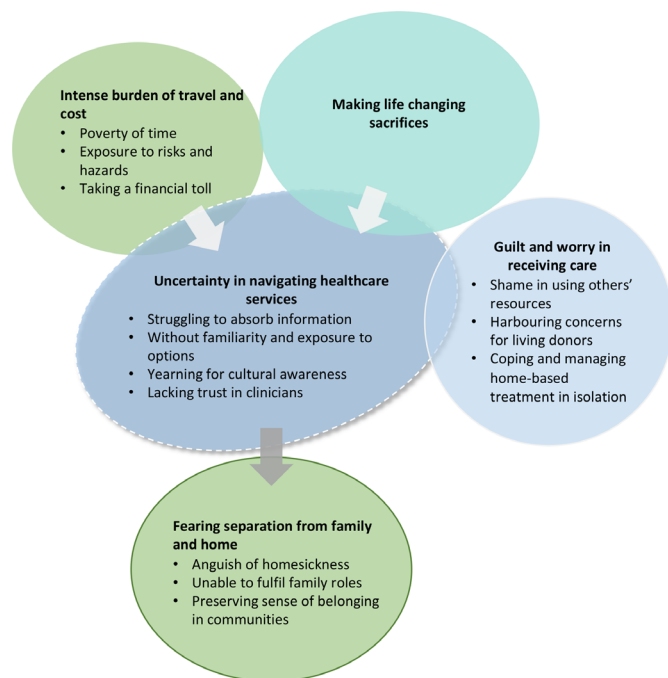 Intense burden of travel and
cost
• Poverty of time
• Exposure to risks and
hazards
• Taking a financial toll
Making life changing
sacrifices
Uncertainty in navigating healthcare
services
• Struggling to absorb information
• Without familiarity and exposure to
options
• Yearning for cultural awareness
• Lacking trust in clinicians
Guilt and worry in
receiving care
• Shame in using others’
resources
• Harbouring concerns
for living donors
• Coping and managing
home-based
treatment in isolation
Fearing separation from family
and home
• Anguish of homesickness
• Unable to fulfil family roles
• Preserving sense of belonging
in communities